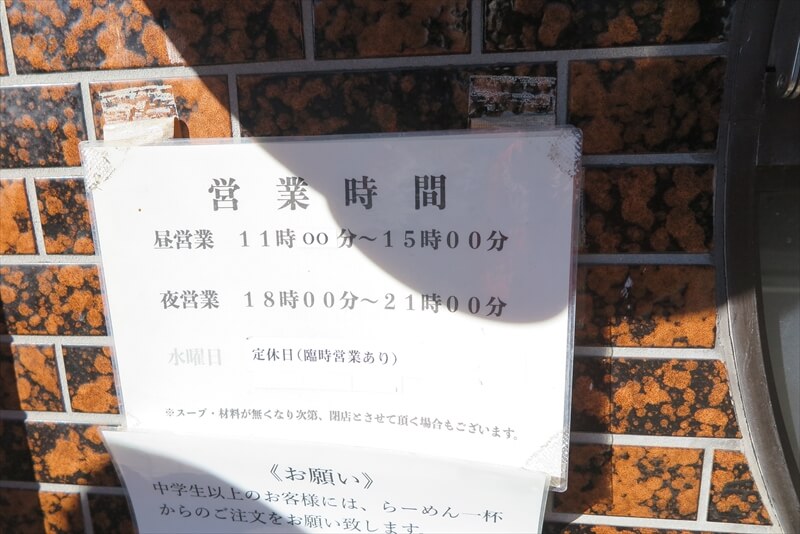 営業時間
昼営業 11時00分～15時00分
夜営業 18時00分～21時00分
水曜日 定休日(臨時営業あり)
※スープ・材料が無くなり次第、閉店とさせて頂く場合もございます。
《お願い》
中学生以上のお客様には、らーめん一杯
からのご注文をお願い致します。